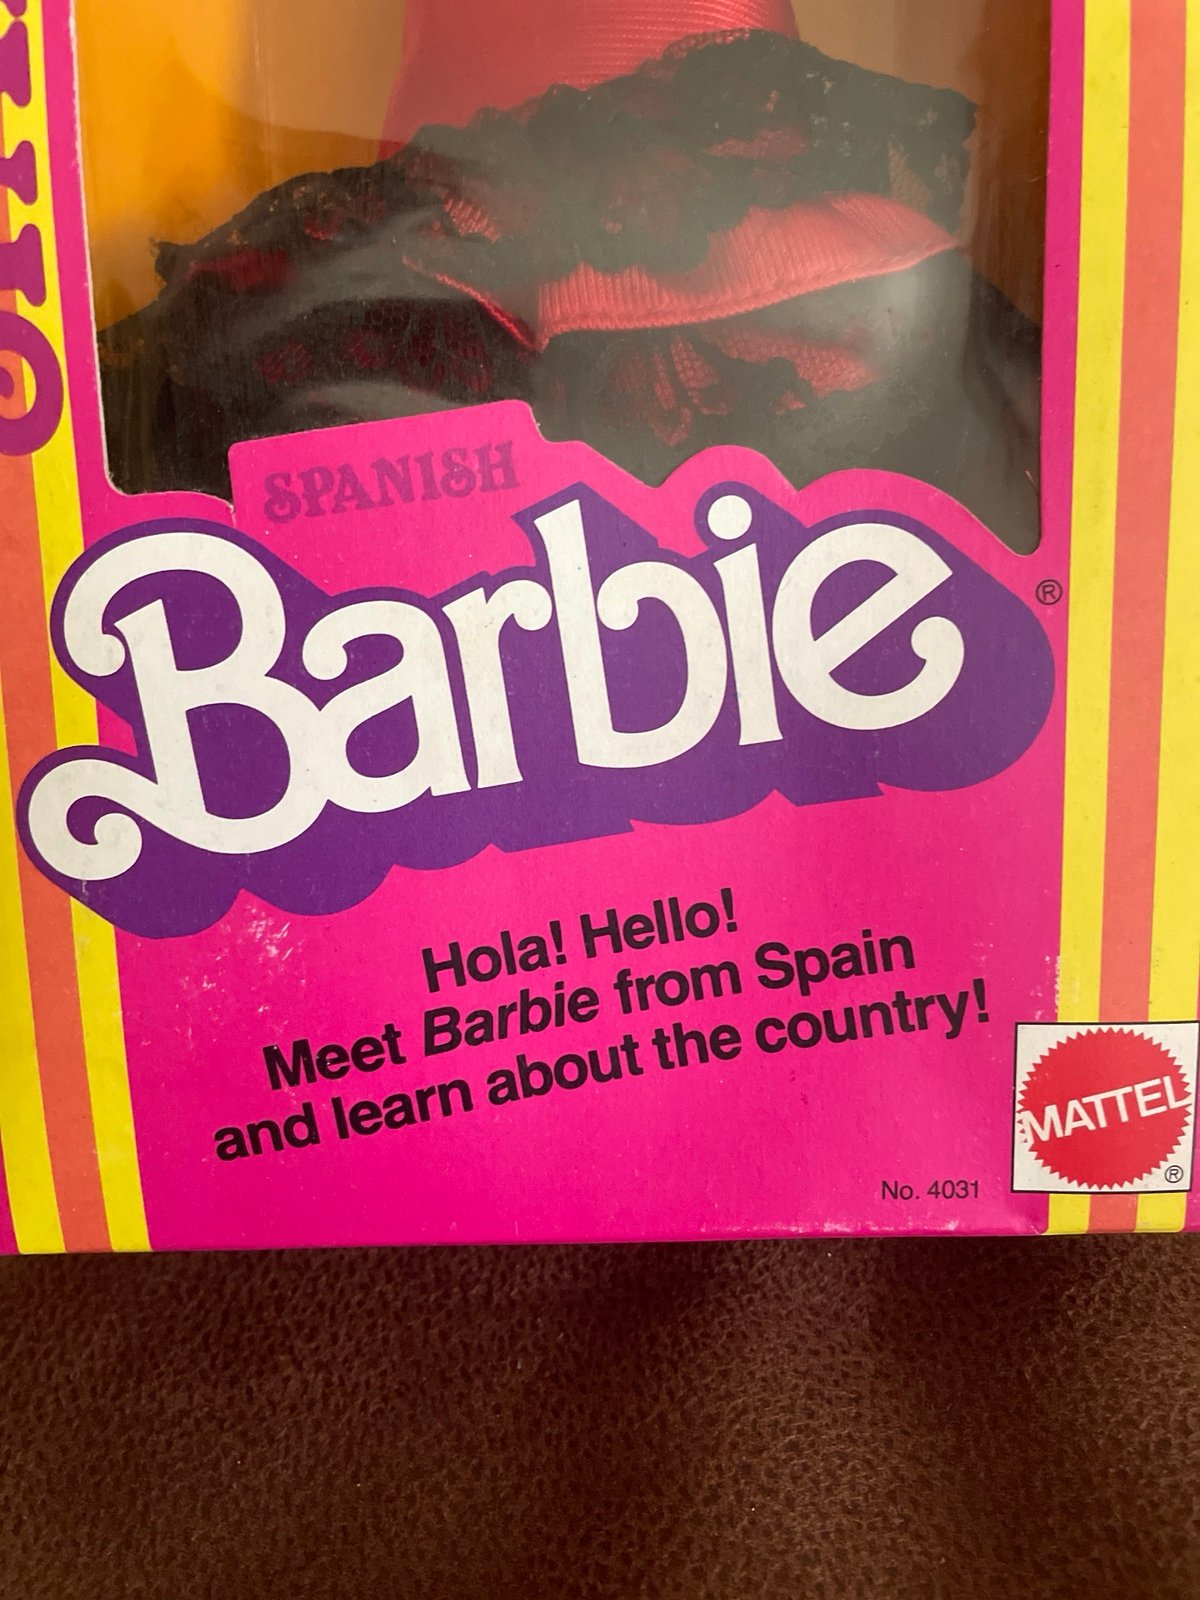 SPANISH
Barbie®
Hola! Hello!
Meet Barbie from Spain
and learn about the country!
No. 4031
MATTEL
®